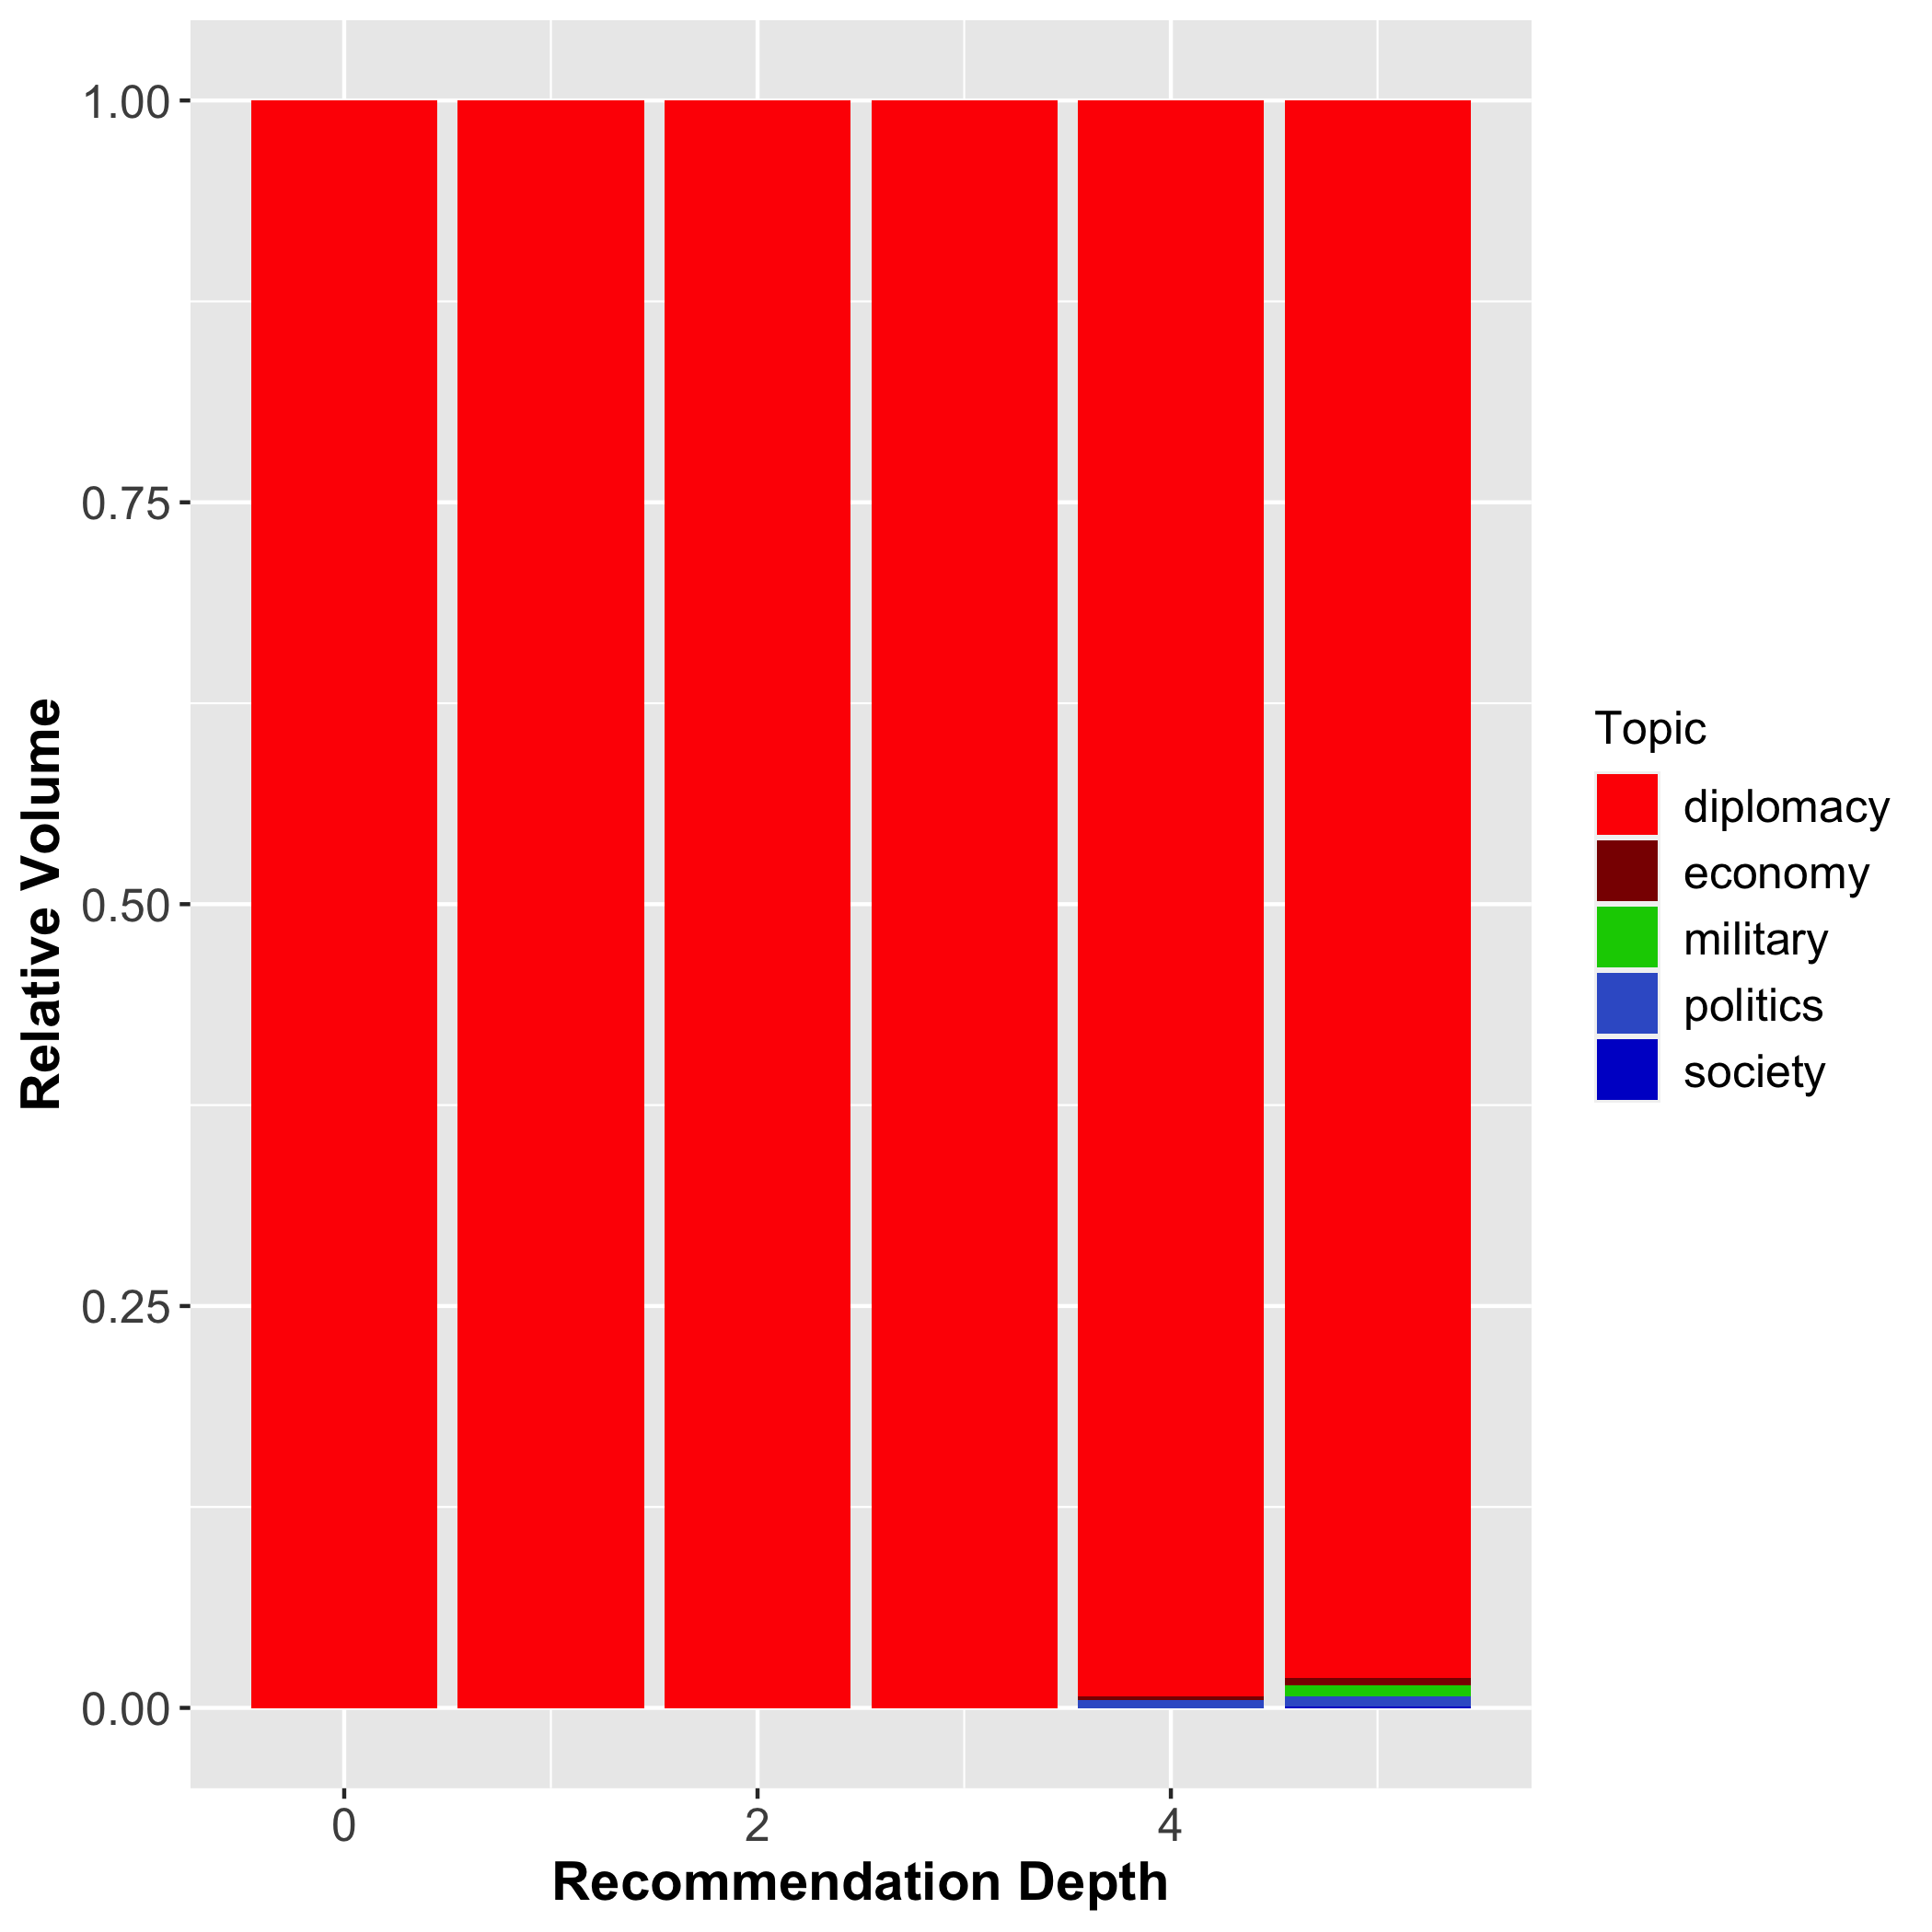 1.00
0.75
0.50
0.25
0.00
Relative Volume
0
2
4
Recommendation Depth
Topic
diplomacy
economy
military
politics
society